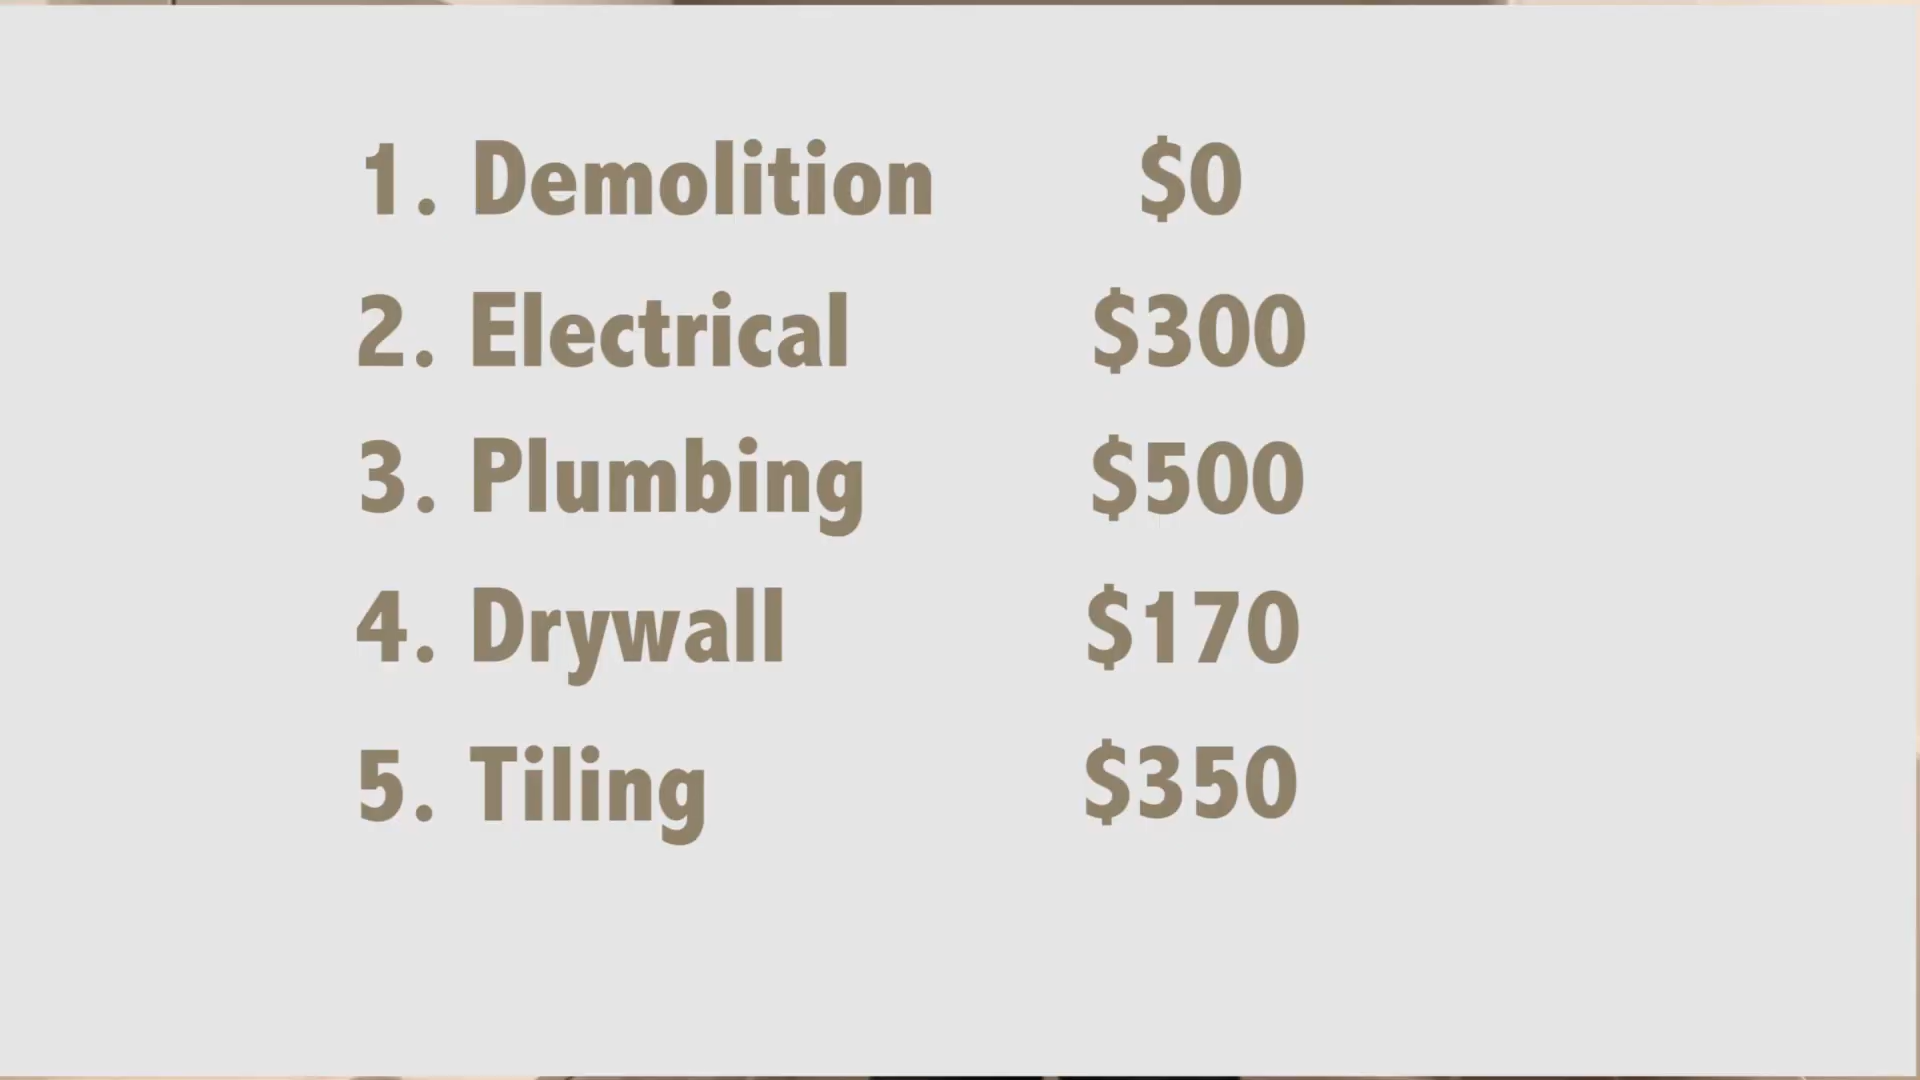 1. Demolition $0
2. Electrical $300
3. Plumbing $500
4. Drywall $170
5. Tiling $350